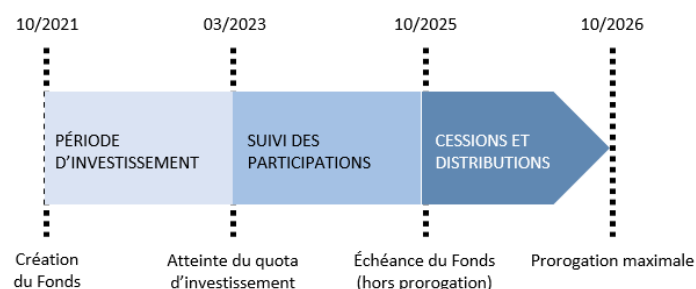 10/2021
03/2023
10/2025
10/2026
PÉRIODE
D'INVESTISSEMENT
SUIVI DES
PARTICIPATIONS
CESSIONS ET
DISTRIBUTIONS
Création
du Fonds
Atteinte du quota
d'investissement
Échéance du Fonds
(hors prorogation)
Prorogation maximale